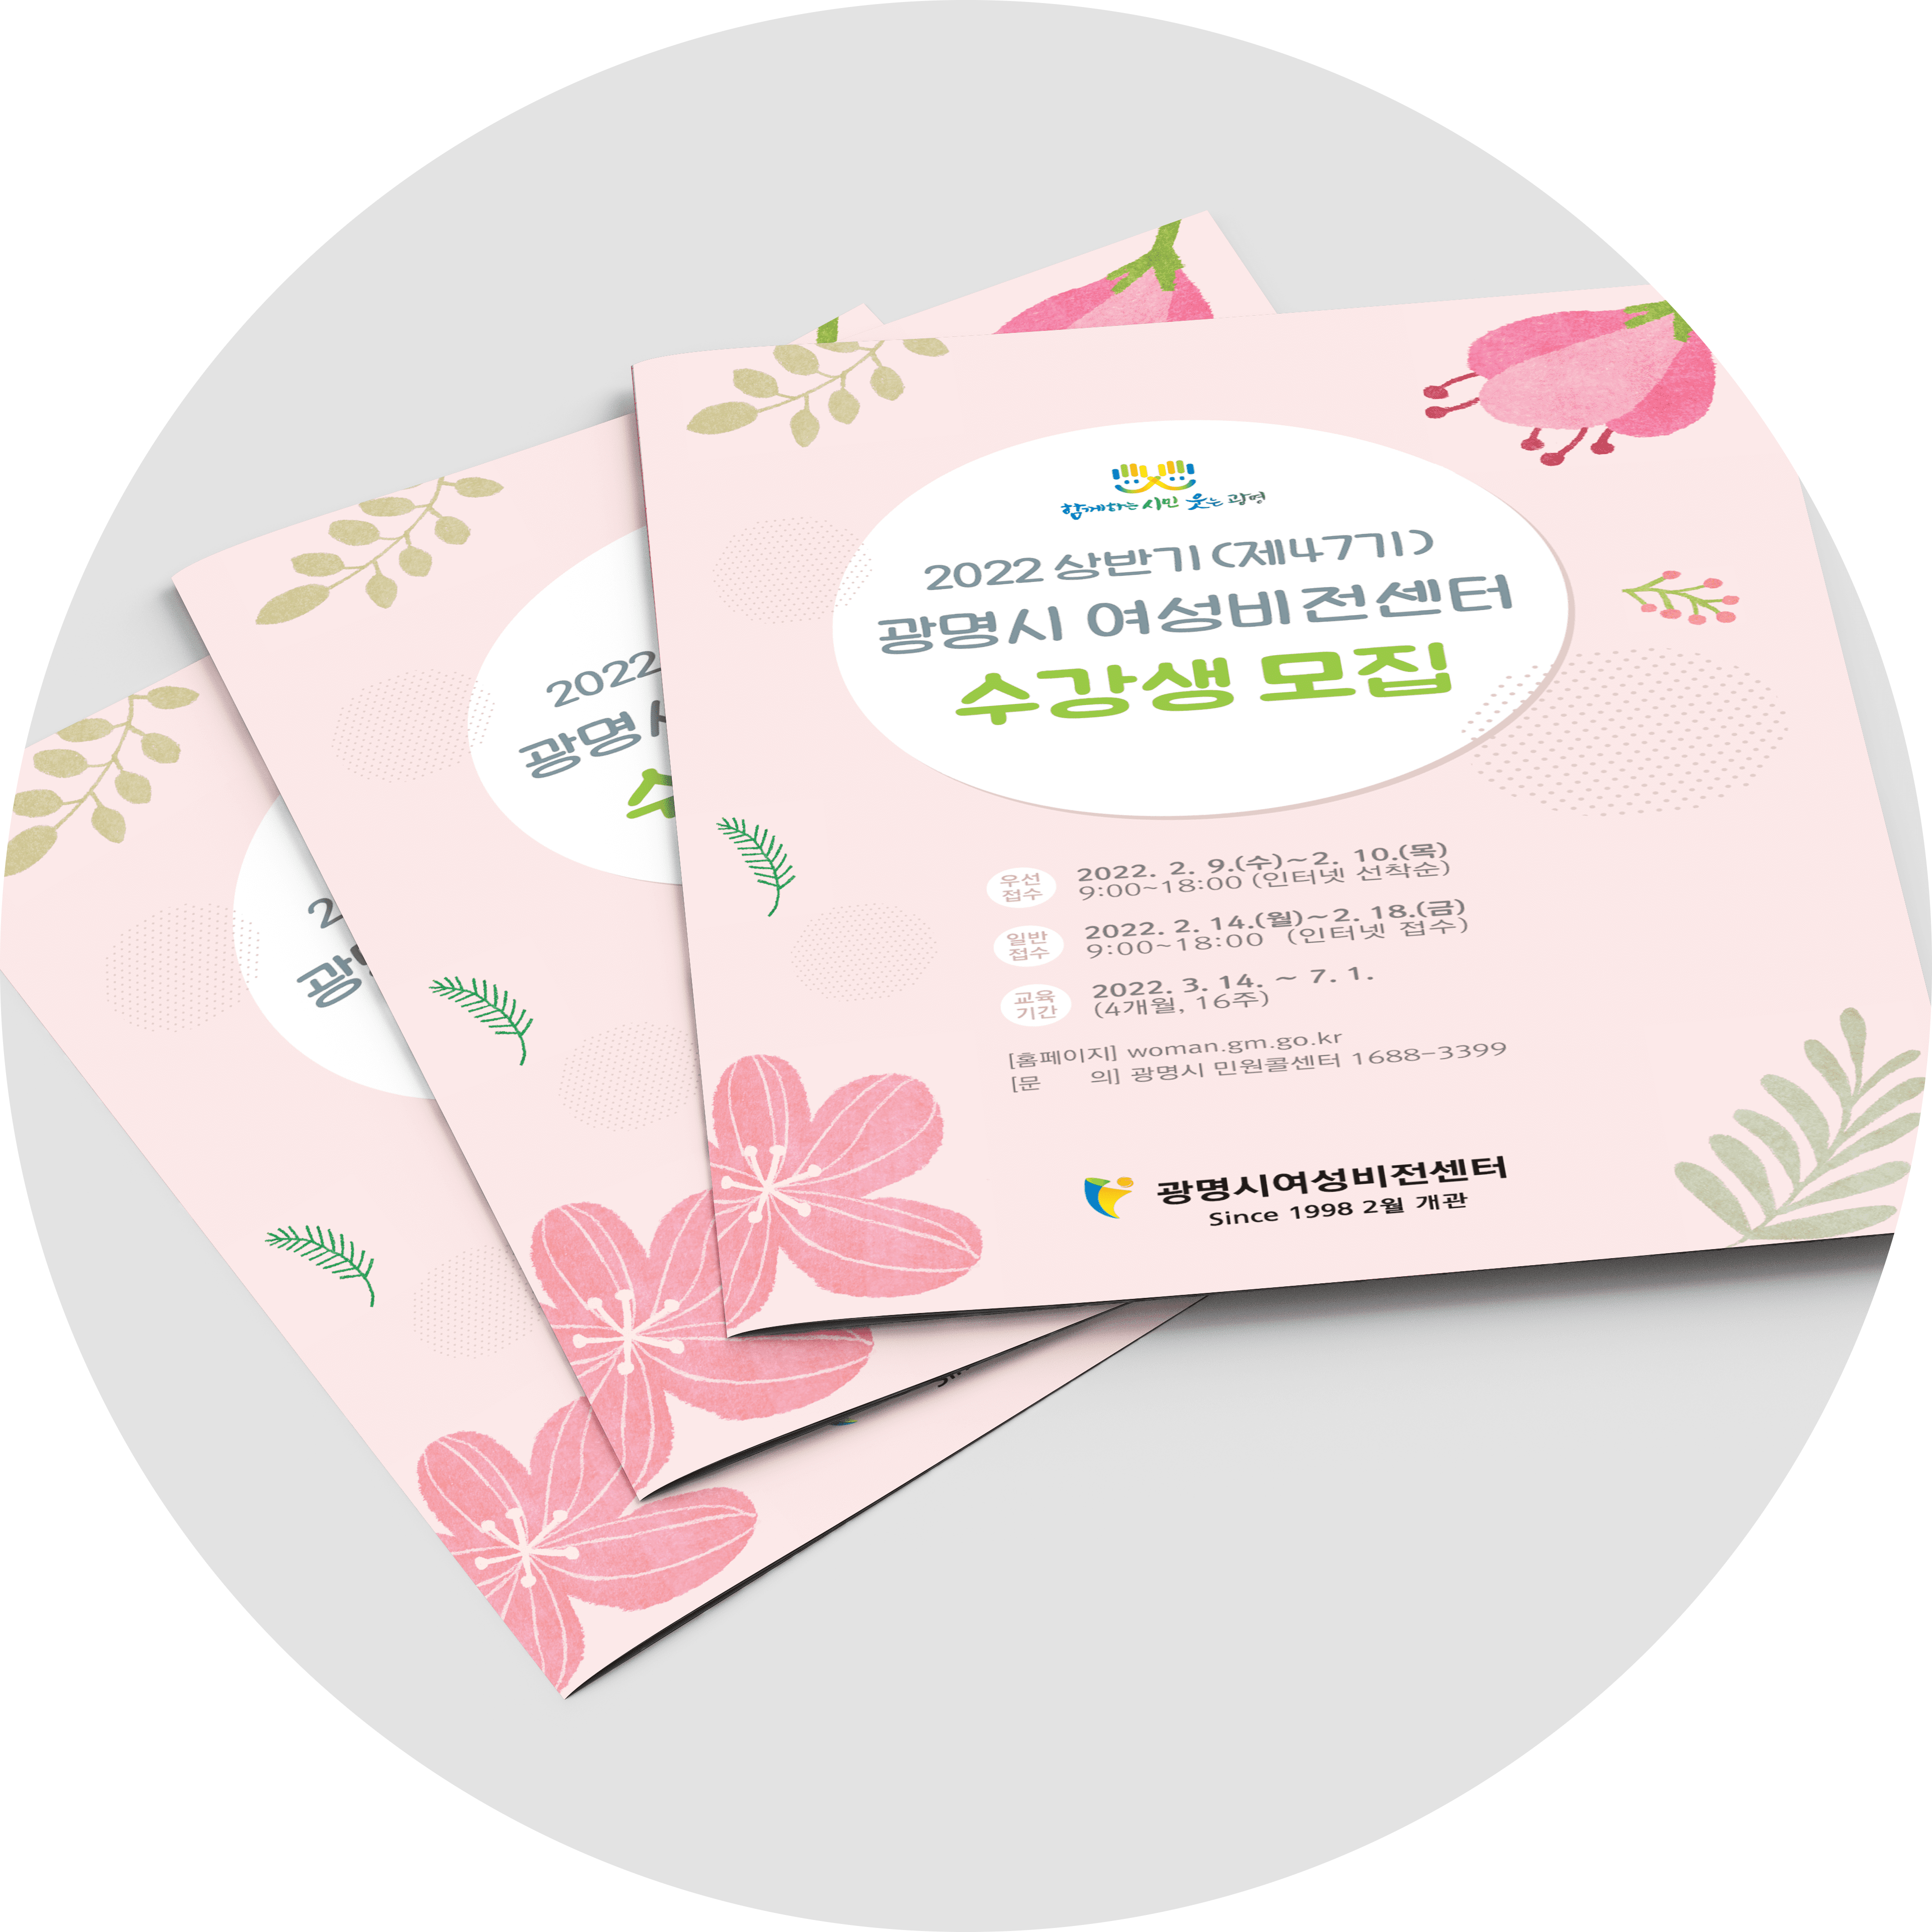 함께하는 시민 웃는 광명
2022 상반기 (제47기)
광명시 여성비전센터
수강생 모집
우선
접수
2022. 2. 9.(수)~2. 10.(목)
9:00~18:00 (인터넷 선착순)
일반
접수
2022. 2. 14.(월)~2. 18.(금)
9:00~18:00 (인터넷 접수)
교육
기간
2022. 3. 14. ~ 7. 1.
(4개월, 16주)
[홈페이지] woman.gm.go.kr
[문 의] 광명시 민원콜센터 1688-3399
광명시여성비전센터
Since 1998 2월 개관
2022
광명시
수
2
광명